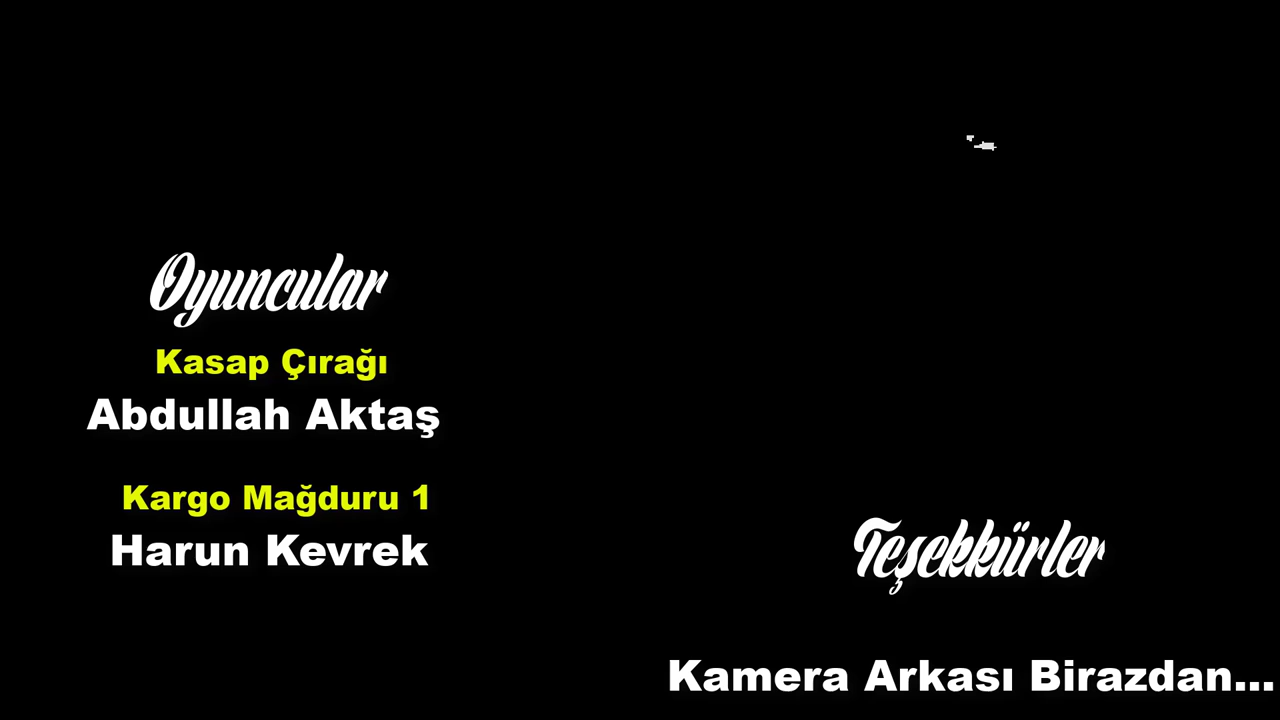 Oyuncular
Kasap Çırağı
Abdullah Aktaş
Kargo Mağduru 1
Harun Kevrek
Teşekkürler
Kamera Arkası Birazdan...